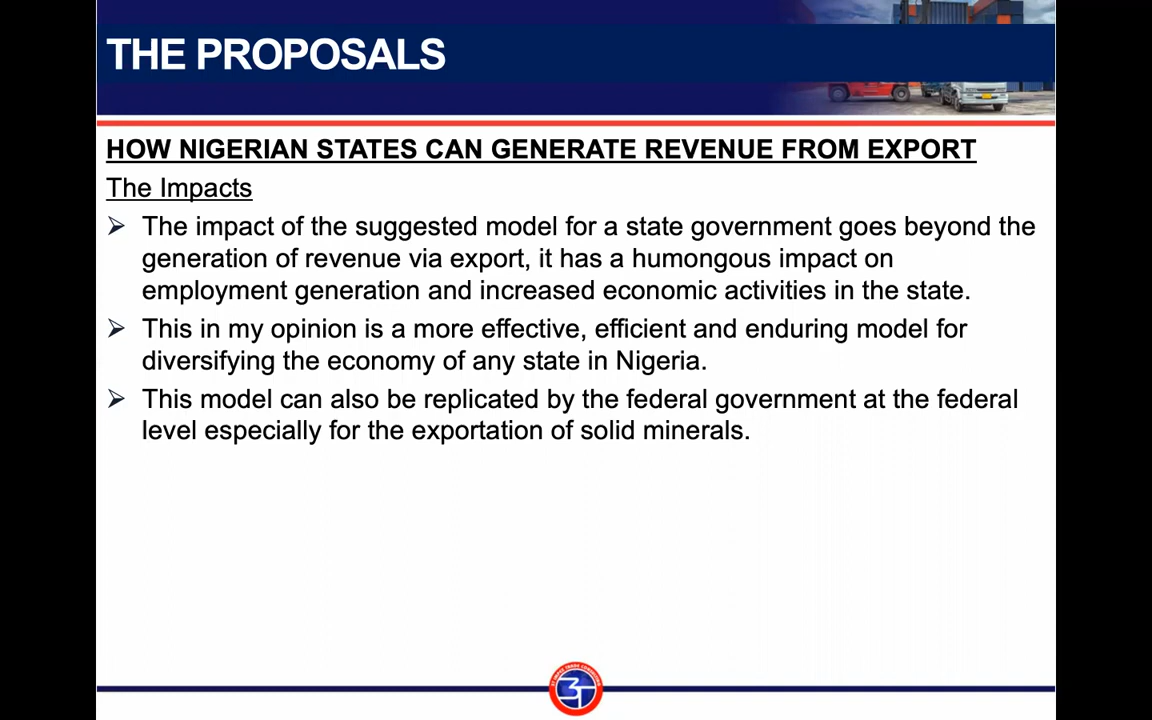 THE PROPOSALS
HOW NIGERIAN STATES CAN GENERATE REVENUE FROM EXPORT
The Impacts
➢ The impact of the suggested model for a state government goes beyond the
generation of revenue via export, it has a humongous impact on
employment generation and increased economic activities in the state.
➢ This in my opinion is a more effective, efficient and enduring model for
diversifying the economy of any state in Nigeria.
➢ This model can also be replicated by the federal government at the federal
level especially for the exportation of solid minerals.